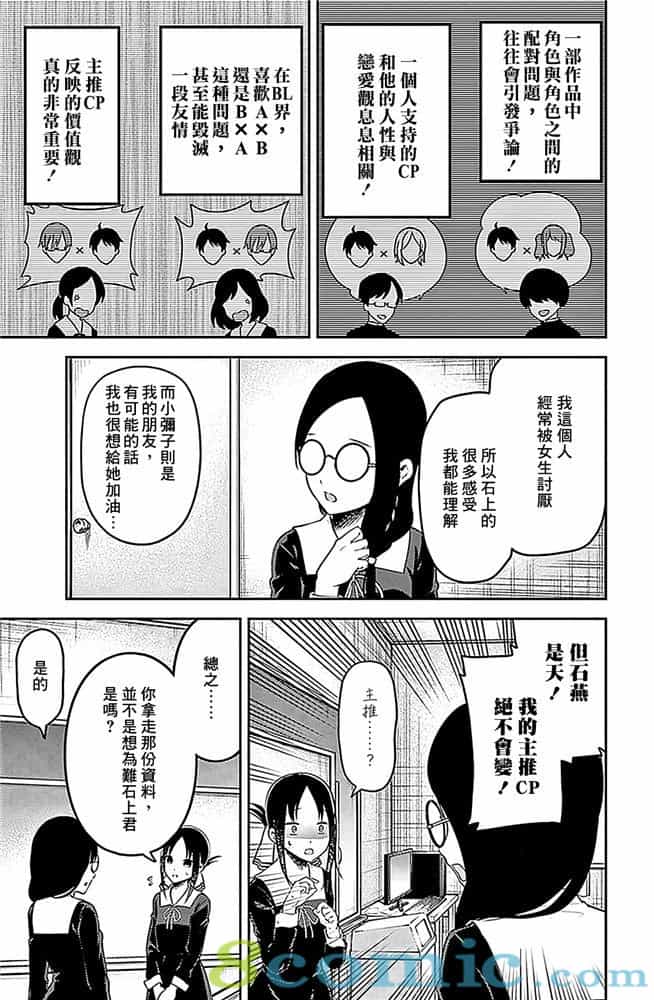 一部作品中
角色與角色之間的
配對問題，
往往會引發爭論！
一個人支持的CP
和他的人性與
戀愛觀息息相關！
在BL界，
喜歡A×B
還是B×A
這種問題，
甚至能毀滅
一段友情
主推CP
反映的價值觀
真的非常重要！
×
×
×
×
我這個人
經常被女生討厭
所以石上的
很多感受
我都能理解
而小彌子則是
我的朋友，
有可能的話
我也很想給她加油…
但石燕
是天！
我的主推CP
絕不會變！
主推……？
總之……
你拿走那份資料，
並不是想為難石上君
是嗎？
是的
8comic.com